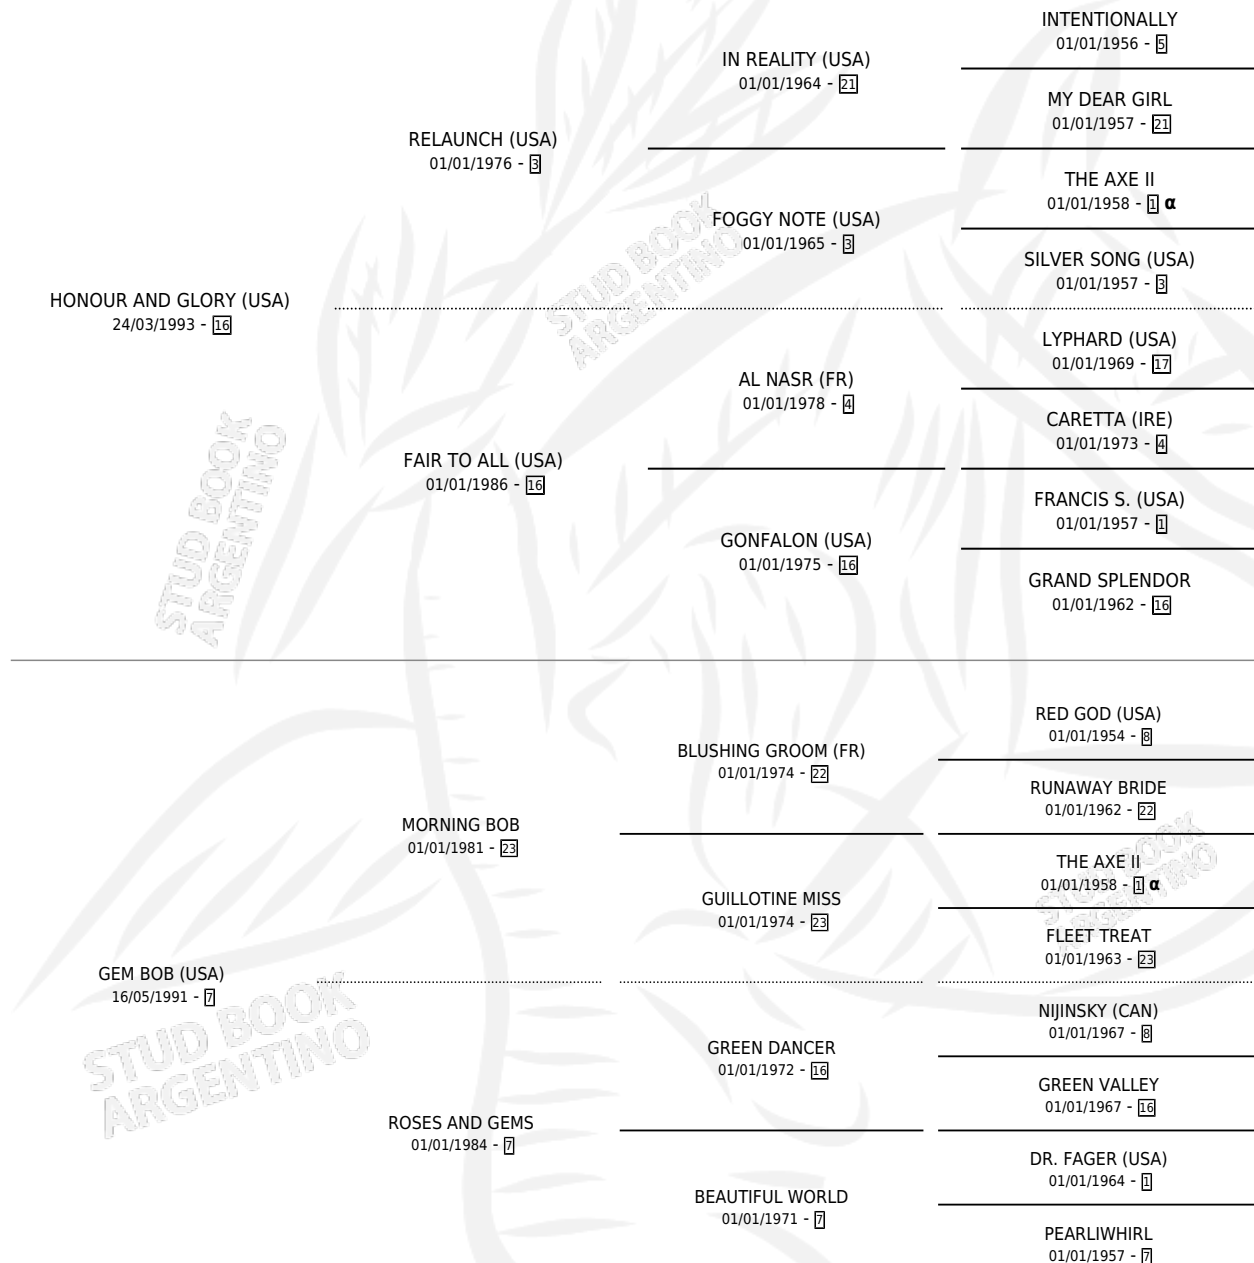 INTENTIONALLY
01/01/1956 - 5
IN REALITY (USA)
01/01/1964 - 21
MY DEAR GIRL
01/01/1957 - 21
RELAUNCH (USA)
01/01/1976 - 3
THE AXE II
01/01/1958 - 1 α
FOGGY NOTE (USA)
01/01/1965 - 3
SILVER SONG (USA)
01/01/1957 - 3
HONOUR AND GLORY (USA)
24/03/1993 - 16
LYPHARD (USA)
01/01/1969 - 17
AL NASR (FR)
01/01/1978 - 4
CARETTA (IRE)
01/01/1973 - 4
FAIR TO ALL (USA)
01/01/1986 - 16
FRANCIS S. (USA)
01/01/1957 - 1
GONFALON (USA)
01/01/1975 - 16
GRAND SPLENDOR
01/01/1962 - 16
RED GOD (USA)
01/01/1954 - 8
BLUSHING GROOM (FR)
01/01/1974 - 22
RUNAWAY BRIDE
01/01/1962 - 22
MORNING BOB
01/01/1981 - 23
THE AXE II
01/01/1958 - 1 α
GUILLOTINE MISS
01/01/1974 - 23
FLEET TREAT
01/01/1963 - 23
GEM BOB (USA)
16/05/1991 - 7
NIJINSKY (CAN)
01/01/1967 - 8
GREEN DANCER
01/01/1972 - 16
GREEN VALLEY
01/01/1967 - 16
ROSES AND GEMS
01/01/1984 - 7
DR. FAGER (USA)
01/01/1964 - 1
BEAUTIFUL WORLD
01/01/1971 - 7
PEARLIWHIRL
01/01/1957 - 7
STUD BOOK
ARGENTINO
STUD BOOK
ARGENTINO
STUD BOOK
ARGENTINO
STUD BOOK
ARGENTINO